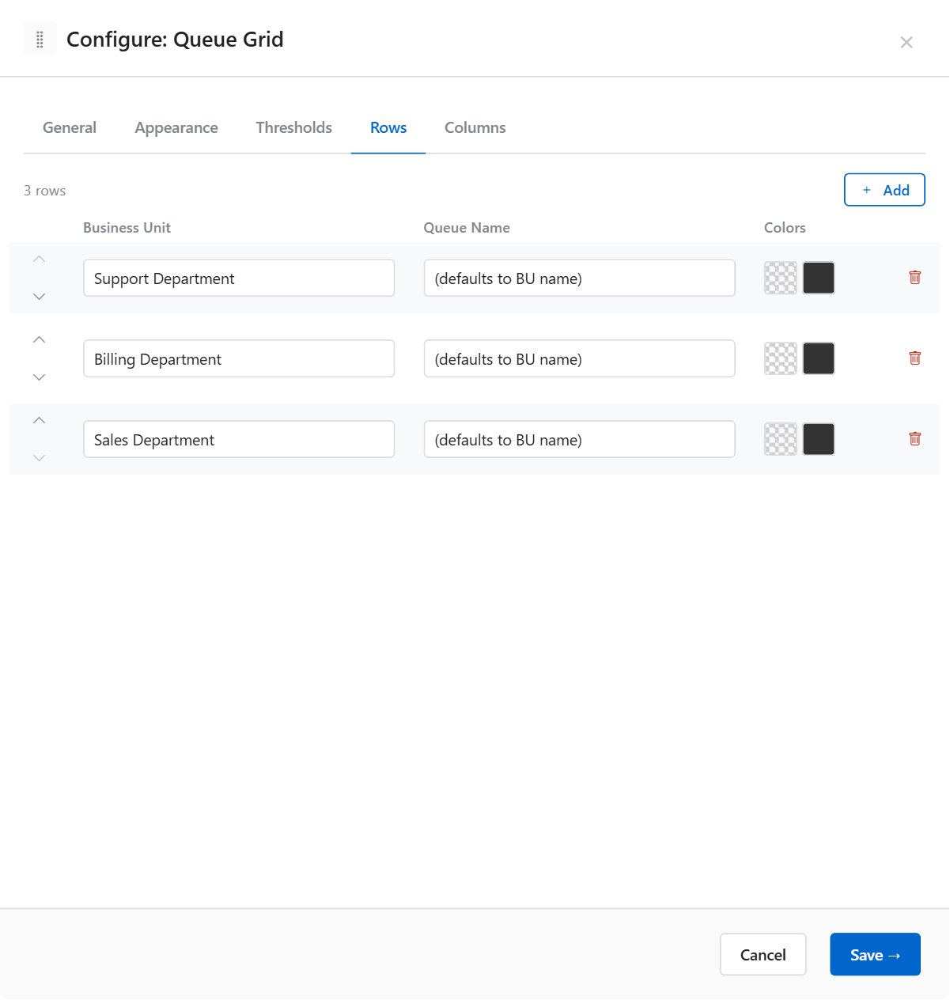 Configure: Queue Grid
General Appearance Thresholds Rows Columns
3 rows
+ Add
Business Unit Queue Name Colors
Support Department (defaults to BU name)
Billing Department (defaults to BU name)
Sales Department (defaults to BU name)
Cancel Save →